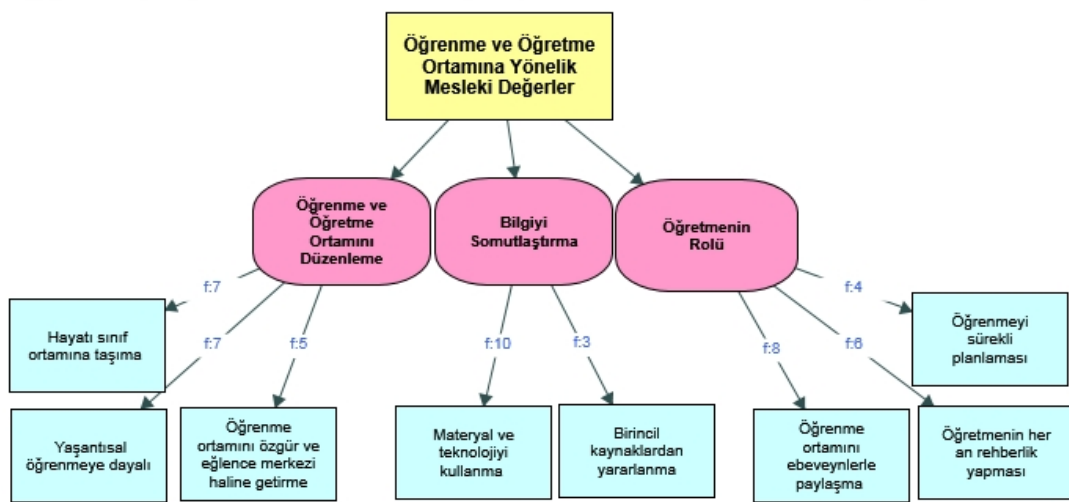 Öğrenme ve Öğretme
Ortamına Yönelik
Mesleki Değerler
Öğrenme ve
Öğretme
Ortamını
Düzenleme
Bilgiyi
Somutlaştırma
Öğretmenin
Rolü
f:7
f:7
f:5
f:10
f:3
f:8
f:6
f:4
Hayatı sınıf
ortamına taşıma
Yaşantısal
öğrenmeye dayalı
Öğrenme
ortamını özgür ve
eğlence merkezi
haline getirme
Materyal ve
teknolojiyi
kullanma
Birincil
kaynaklardan
yararlanma
Öğrenme
ortamını
ebeveynlerle
paylaşma
Öğretmenin her
an rehberlik
yapması
Öğrenmeyi
sürekli
planlaması